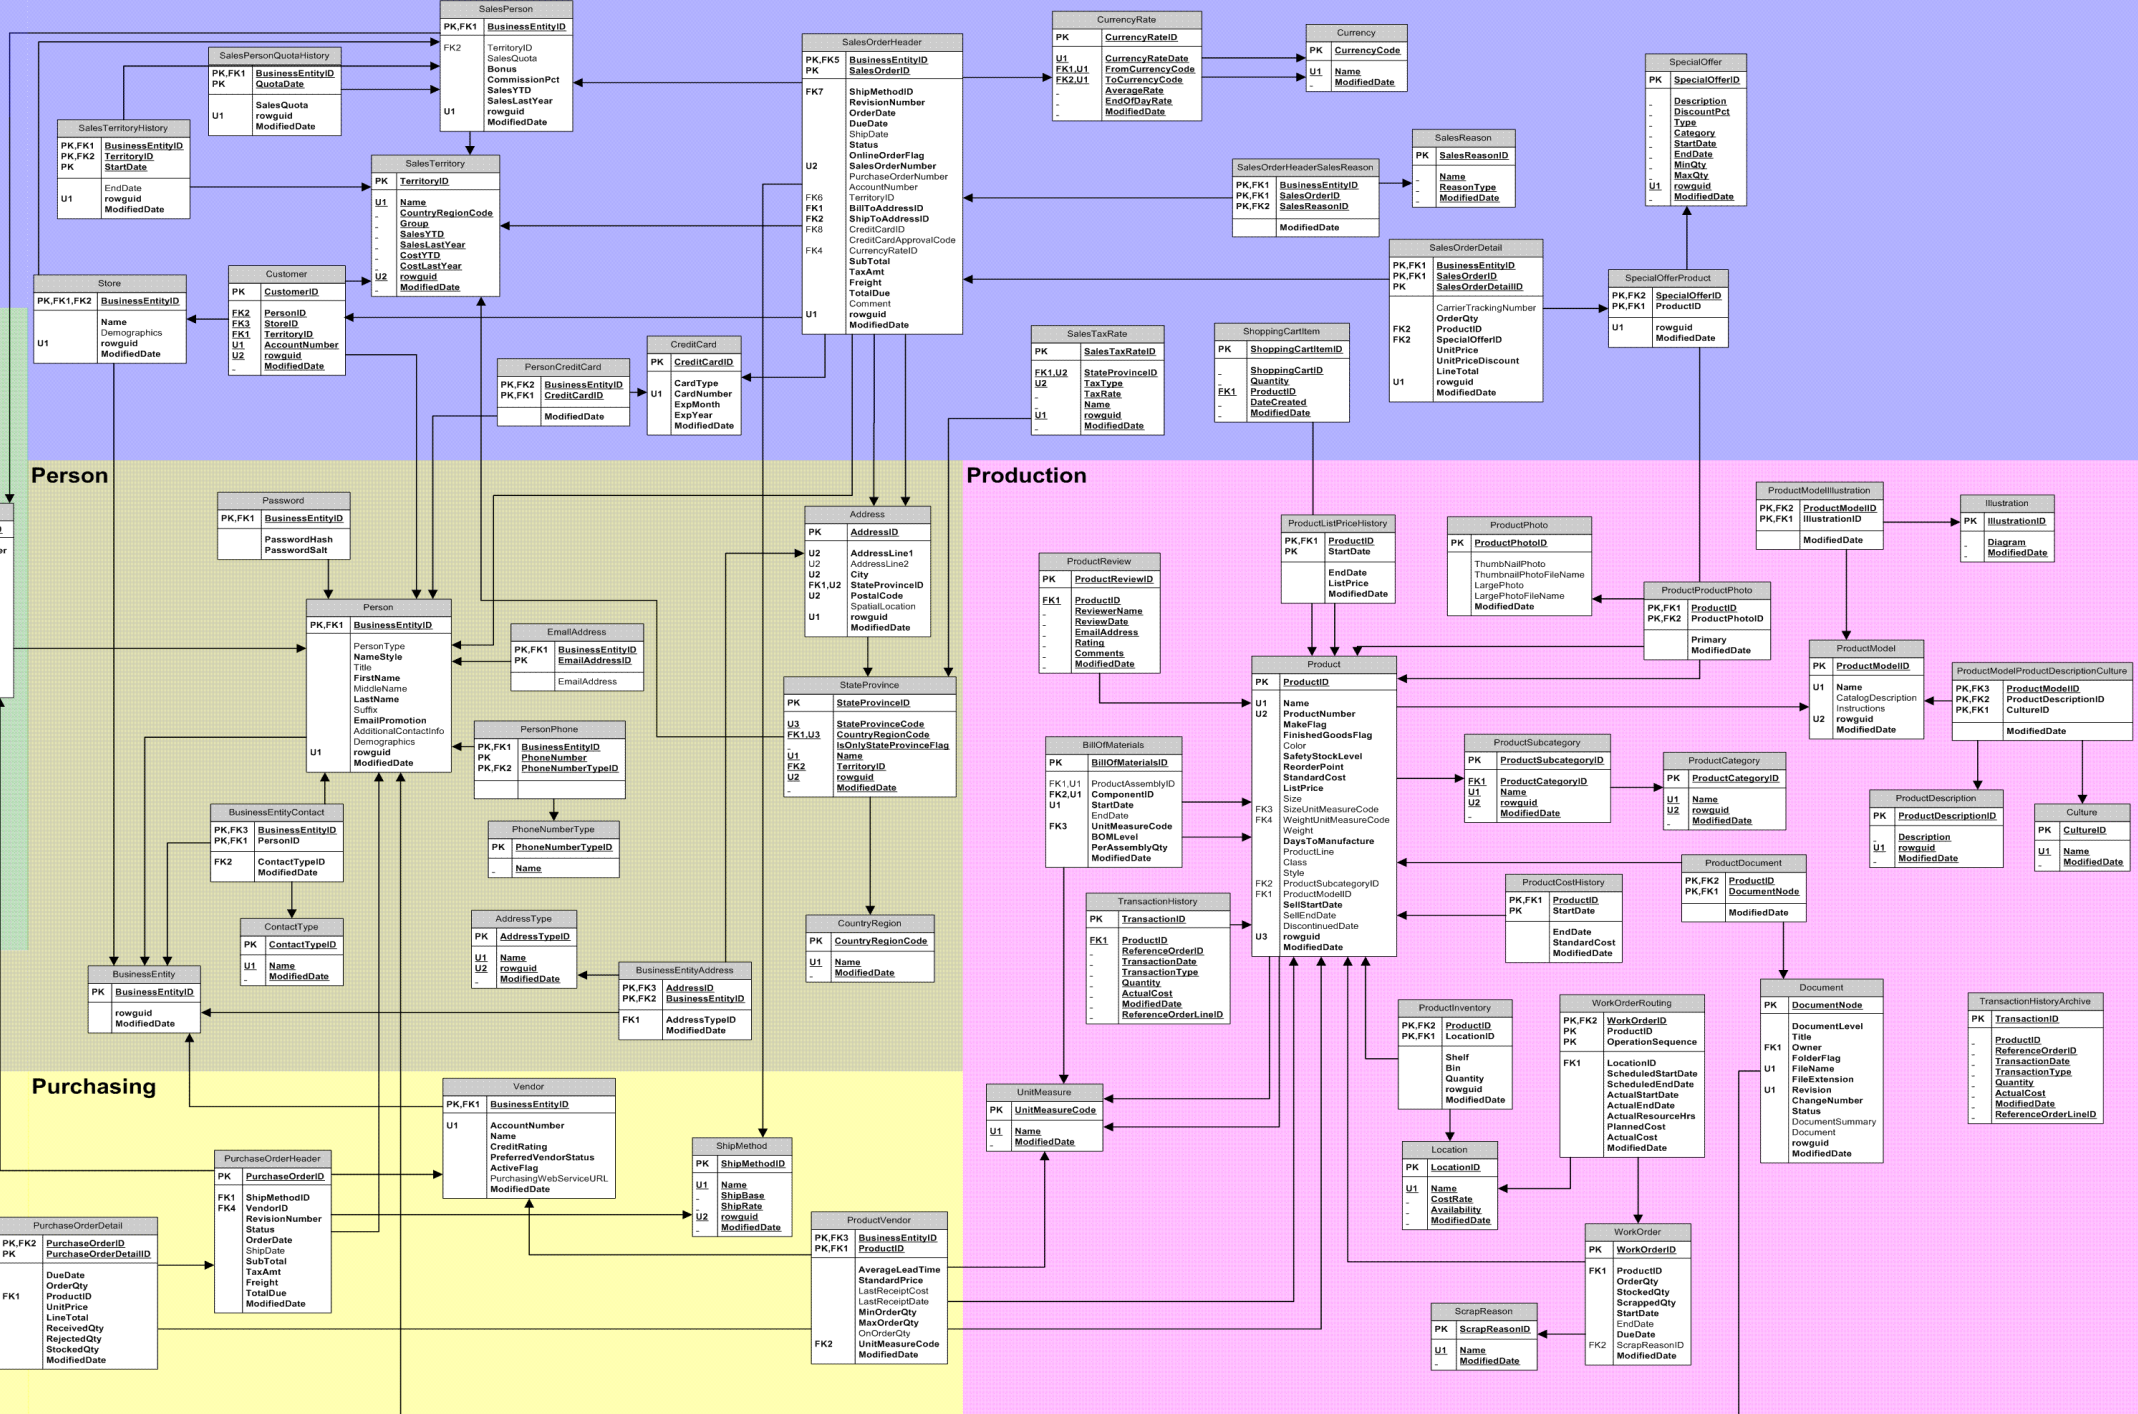 SalesPerson
PK,FK1 BusinessEntityID
FK2 TerritoryID
SalesQuota
Bonus
CommissionPct
SalesYTD
SalesLastYear
U1 rowguid
ModifiedDate
SalesPersonQuotaHistory
PK,FK1 BusinessEntityID
PK QuotaDate
SalesQuota
U1 rowguid
ModifiedDate
SalesTerritoryHistory
PK,FK1 BusinessEntityID
PK,FK2 TerritoryID
PK StartDate
EndDate
U1 rowguid
ModifiedDate
SalesTerritory
PK TerritoryID
U1 Name
_ CountryRegionCode
_ Group
_ SalesYTD
_ SalesLastYear
_ CostYTD
_ CostLastYear
U2 rowguid
_ ModifiedDate
Store
PK,FK1,FK2 BusinessEntityID
Name
Demographics
U1 rowguid
ModifiedDate
Customer
PK CustomerID
FK2 PersonID
FK3 StoreID
FK1 TerritoryID
U1 AccountNumber
U2 rowguid
_ ModifiedDate
SalesOrderHeader
PK,FK5 BusinessEntityID
PK SalesOrderID
FK7 ShipMethodID
RevisionNumber
OrderDate
DueDate
ShipDate
Status
OnlineOrderFlag
U2 SalesOrderNumber
PurchaseOrderNumber
AccountNumber
FK6 TerritoryID
FK1 BillToAddressID
FK2 ShipToAddressID
FK8 CreditCardID
CreditCardApprovalCode
FK4 CurrencyRateID
SubTotal
TaxAmt
Freight
TotalDue
Comment
U1 rowguid
ModifiedDate
CurrencyRate
PK CurrencyRateID
U1 CurrencyRateDate
FK1,U1 FromCurrencyCode
FK2,U1 ToCurrencyCode
_ AverageRate
_ EndOfDayRate
_ ModifiedDate
Currency
PK CurrencyCode
U1 Name
_ ModifiedDate
SpecialOffer
PK SpecialOfferID
_ Description
_ DiscountPct
_ Type
_ Category
_ StartDate
_ EndDate
_ MinQty
_ MaxQty
U1 rowguid
_ ModifiedDate
SalesReason
PK SalesReasonID
_ Name
_ ReasonType
_ ModifiedDate
SalesOrderHeaderSalesReason
PK,FK1 BusinessEntityID
PK,FK1 SalesOrderID
PK,FK2 SalesReasonID
ModifiedDate
SalesOrderDetail
PK,FK1 BusinessEntityID
PK,FK1 SalesOrderID
PK SalesOrderDetailID
CarrierTrackingNumber
OrderQty
FK2 ProductID
FK2 SpecialOfferID
UnitPrice
UnitPriceDiscount
LineTotal
U1 rowguid
ModifiedDate
SpecialOfferProduct
PK,FK2 SpecialOfferID
PK,FK1 ProductID
U1 rowguid
ModifiedDate
PersonCreditCard
PK,FK2 BusinessEntityID
PK,FK1 CreditCardID
ModifiedDate
CreditCard
PK CreditCardID
CardType
U1 CardNumber
ExpMonth
ExpYear
ModifiedDate
SalesTaxRate
PK SalesTaxRateID
FK1,U2 StateProvinceID
U2 TaxType
_ TaxRate
_ Name
U1 rowguid
_ ModifiedDate
ShoppingCartItem
PK ShoppingCartItemID
_ ShoppingCartID
_ Quantity
FK1 ProductID
_ DateCreated
_ ModifiedDate
Person
Password
PK,FK1 BusinessEntityID
PasswordHash
PasswordSalt
Person
PK,FK1 BusinessEntityID
PersonType
NameStyle
Title
FirstName
MiddleName
LastName
Suffix
EmailPromotion
AdditionalContactInfo
Demographics
U1 rowguid
ModifiedDate
EmailAddress
PK,FK1 BusinessEntityID
PK EmailAddressID
EmailAddress
PersonPhone
PK,FK1 BusinessEntityID
PK PhoneNumber
PK,FK2 PhoneNumberTypeID
PhoneNumberType
PK PhoneNumberTypeID
_ Name
Address
PK AddressID
U2 AddressLine1
U2 AddressLine2
U2 City
FK1,U2 StateProvinceID
U2 PostalCode
SpatialLocation
U1 rowguid
ModifiedDate
StateProvince
PK StateProvinceID
U3 StateProvinceCode
FK1,U3 CountryRegionCode
_ IsOnlyStateProvinceFlag
U1 Name
FK2 TerritoryID
U2 rowguid
_ ModifiedDate
BusinessEntityContact
PK,FK3 BusinessEntityID
PK,FK1 PersonID
FK2 ContactTypeID
ModifiedDate
ContactType
PK ContactTypeID
U1 Name
_ ModifiedDate
AddressType
PK AddressTypeID
U1 Name
U2 rowguid
_ ModifiedDate
CountryRegion
PK CountryRegionCode
U1 Name
_ ModifiedDate
BusinessEntity
PK BusinessEntityID
rowguid
ModifiedDate
BusinessEntityAddress
PK,FK3 AddressID
PK,FK2 BusinessEntityID
FK1 AddressTypeID
ModifiedDate
Production
ProductModelIllustration
PK,FK2 ProductModelID
PK,FK1 IllustrationID
ModifiedDate
Illustration
PK IllustrationID
_ Diagram
_ ModifiedDate
ProductListPriceHistory
PK,FK1 ProductID
PK StartDate
EndDate
ListPrice
ModifiedDate
ProductPhoto
PK ProductPhotoID
ThumbNailPhoto
ThumbnailPhotoFileName
LargePhoto
LargePhotoFileName
ModifiedDate
ProductReview
PK ProductReviewID
FK1 ProductID
_ ReviewerName
_ ReviewDate
_ EmailAddress
_ Rating
_ Comments
_ ModifiedDate
ProductProductPhoto
PK,FK1 ProductID
PK,FK2 ProductPhotoID
Primary
ModifiedDate
ProductModel
PK ProductModelID
U1 Name
CatalogDescription
Instructions
U2 rowguid
ModifiedDate
ProductModelProductDescriptionCulture
PK,FK3 ProductModelID
PK,FK2 ProductDescriptionID
PK,FK1 CultureID
ModifiedDate
Product
PK ProductID
U1 Name
U2 ProductNumber
MakeFlag
FinishedGoodsFlag
Color
SafetyStockLevel
ReorderPoint
StandardCost
ListPrice
Size
FK3 SizeUnitMeasureCode
FK4 WeightUnitMeasureCode
Weight
DaysToManufacture
ProductLine
Class
Style
FK2 ProductSubcategoryID
FK1 ProductModelID
SellStartDate
SellEndDate
DiscontinuedDate
U3 rowguid
ModifiedDate
BillOfMaterials
PK BillOfMaterialsID
FK1,U1 ProductAssemblyID
FK2,U1 ComponentID
U1 StartDate
EndDate
FK3 UnitMeasureCode
BOMLevel
PerAssemblyQty
ModifiedDate
ProductSubcategory
PK ProductSubcategoryID
FK1 ProductCategoryID
U1 Name
U2 rowguid
_ ModifiedDate
ProductCategory
PK ProductCategoryID
U1 Name
U2 rowguid
_ ModifiedDate
ProductDescription
PK ProductDescriptionID
_ Description
U1 rowguid
_ ModifiedDate
Culture
PK CultureID
U1 Name
_ ModifiedDate
ProductDocument
PK,FK2 ProductID
PK,FK1 DocumentNode
ModifiedDate
ProductCostHistory
PK,FK1 ProductID
PK StartDate
EndDate
StandardCost
ModifiedDate
TransactionHistory
PK TransactionID
FK1 ProductID
_ ReferenceOrderID
_ TransactionDate
_ TransactionType
_ Quantity
_ ActualCost
_ ModifiedDate
_ ReferenceOrderLineID
ProductInventory
PK,FK2 ProductID
PK,FK1 LocationID
Shelf
Bin
Quantity
rowguid
ModifiedDate
WorkOrderRouting
PK,FK2 WorkOrderID
PK ProductID
PK OperationSequence
FK1 LocationID
ScheduledStartDate
ScheduledEndDate
ActualStartDate
ActualEndDate
ActualResourceHrs
PlannedCost
ActualCost
ModifiedDate
Document
PK DocumentNode
DocumentLevel
Title
FK1 Owner
FolderFlag
U1 FileName
FileExtension
U1 Revision
ChangeNumber
Status
DocumentSummary
Document
rowguid
ModifiedDate
TransactionHistoryArchive
PK TransactionID
_ ProductID
_ ReferenceOrderID
_ TransactionDate
_ TransactionType
_ Quantity
_ ActualCost
_ ModifiedDate
_ ReferenceOrderLineID
UnitMeasure
PK UnitMeasureCode
U1 Name
_ ModifiedDate
Location
PK LocationID
U1 Name
_ CostRate
_ Availability
_ ModifiedDate
WorkOrder
PK WorkOrderID
FK1 ProductID
OrderQty
StockedQty
ScrappedQty
StartDate
EndDate
DueDate
FK2 ScrapReasonID
ModifiedDate
ScrapReason
PK ScrapReasonID
U1 Name
_ ModifiedDate
Purchasing
Vendor
PK,FK1 BusinessEntityID
U1 AccountNumber
Name
CreditRating
PreferredVendorStatus
ActiveFlag
PurchasingWebServiceURL
ModifiedDate
ShipMethod
PK ShipMethodID
U1 Name
_ ShipBase
_ ShipRate
U2 rowguid
_ ModifiedDate
PurchaseOrderHeader
PK PurchaseOrderID
FK1 ShipMethodID
FK4 VendorID
RevisionNumber
Status
OrderDate
ShipDate
SubTotal
TaxAmt
Freight
TotalDue
ModifiedDate
PurchaseOrderDetail
PK,FK2 PurchaseOrderID
PK PurchaseOrderDetailID
DueDate
OrderQty
FK1 ProductID
UnitPrice
LineTotal
ReceivedQty
RejectedQty
StockedQty
ModifiedDate
ProductVendor
PK,FK3 BusinessEntityID
PK,FK1 ProductID
AverageLeadTime
StandardPrice
LastReceiptCost
LastReceiptDate
MinOrderQty
MaxOrderQty
OnOrderQty
FK2 UnitMeasureCode
ModifiedDate